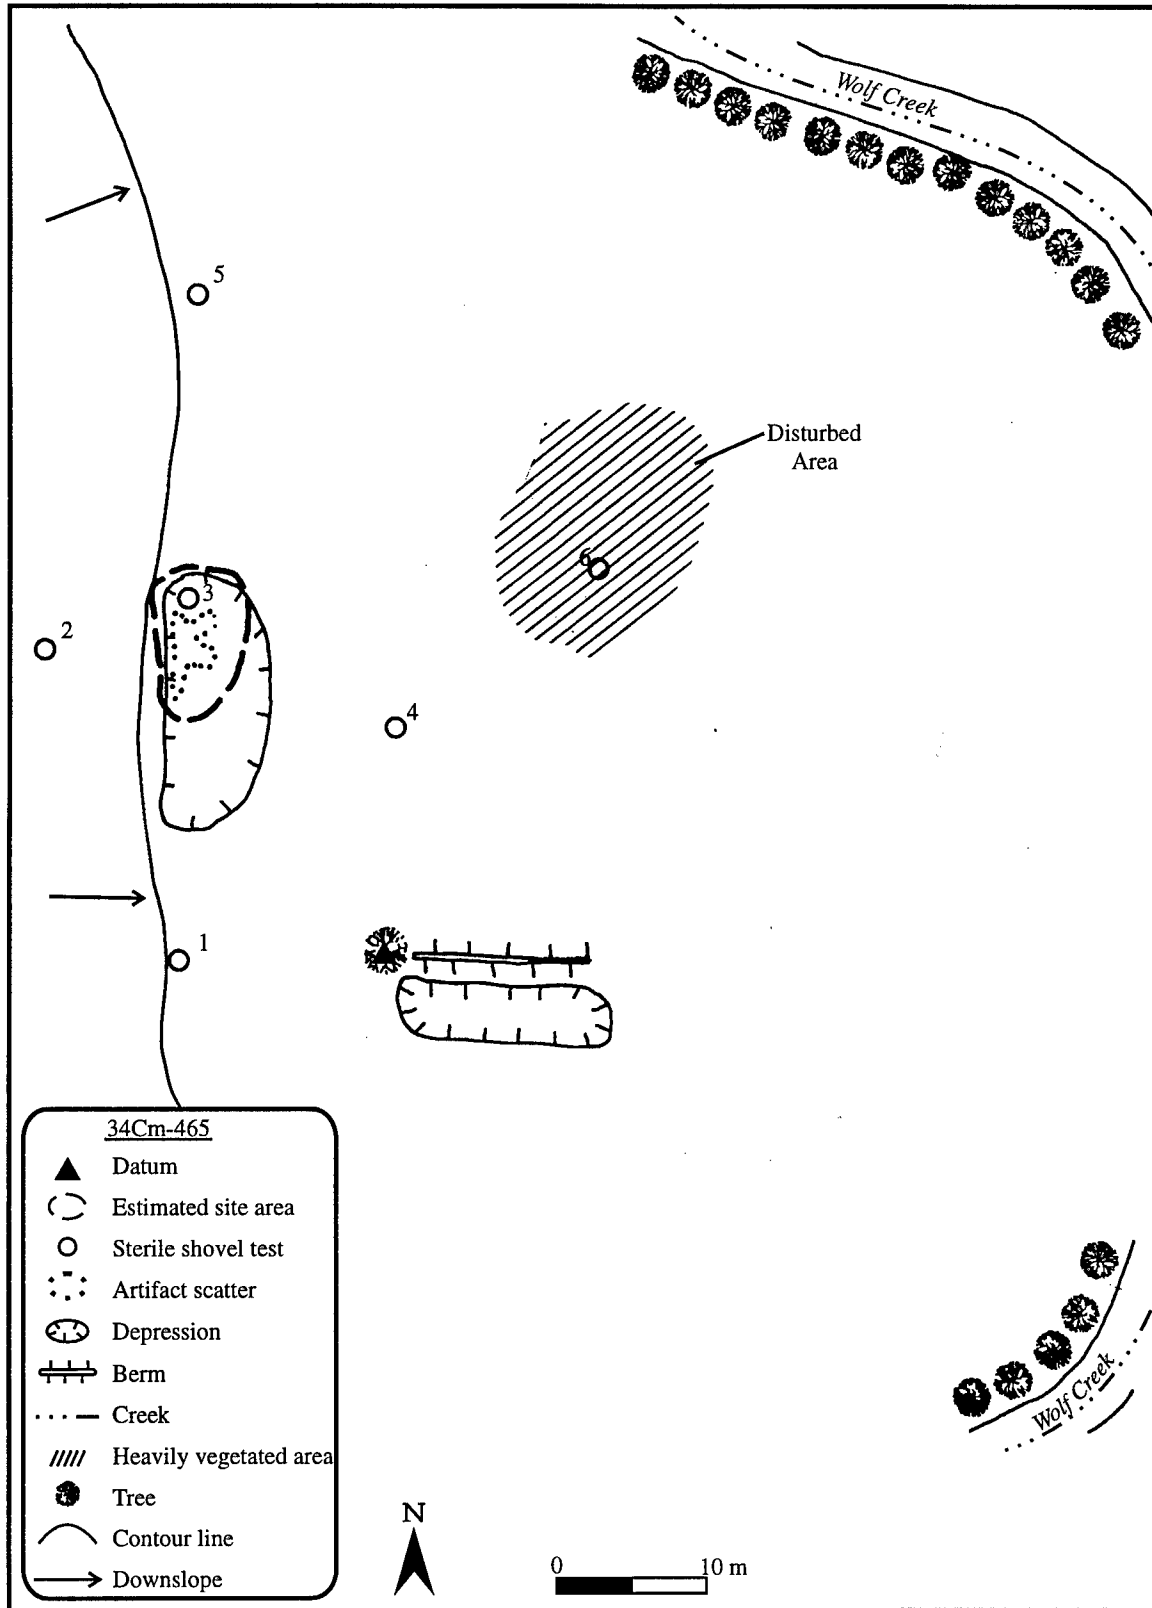 Wolf Creek
5
Disturbed
Area
6
3
2
4
1
34Cm-465
Datum
Estimated site area
Sterile shovel test
Artifact scatter
Depression
Berm
Creek
Heavily vegetated area
Tree
Contour line
Downslope
Wolf Creek
N
0 10 m